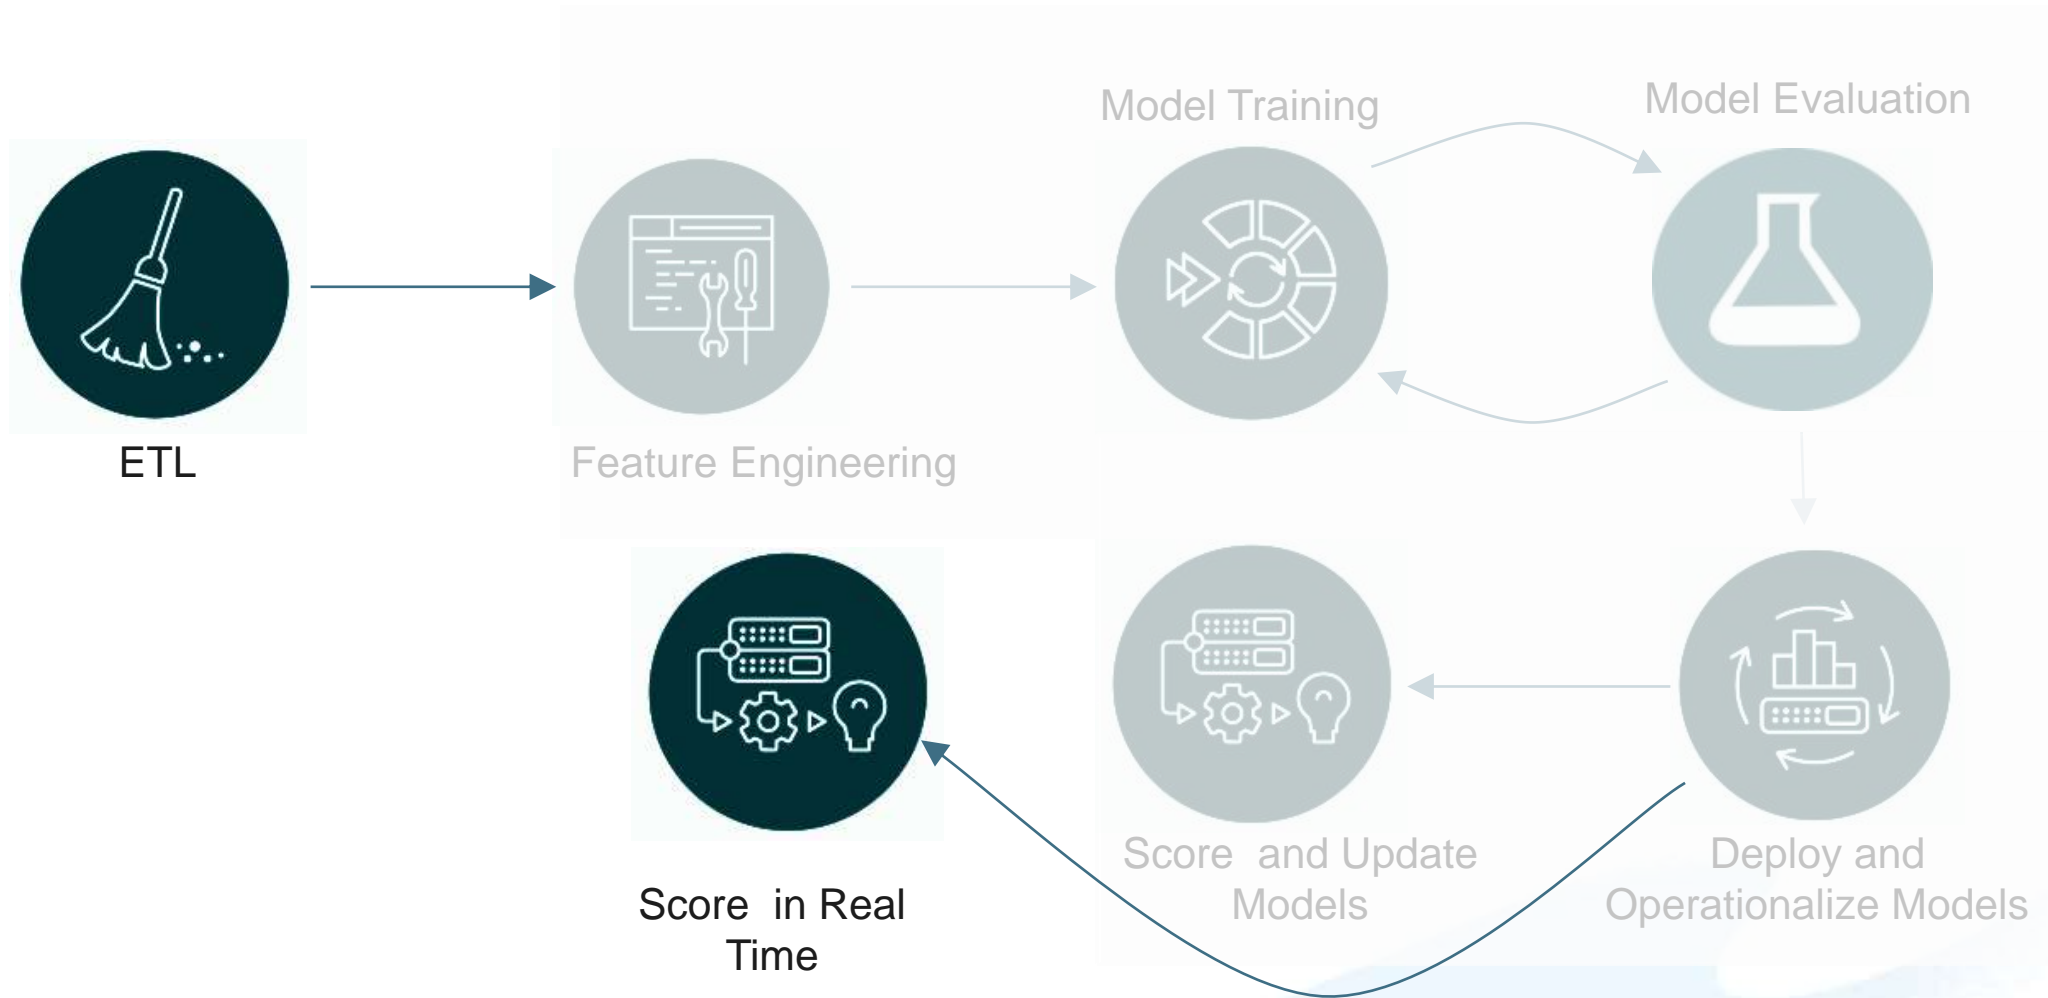 Model Training
Model Evaluation
ETL
Feature Engineering
Score  and Update
Models
Deploy and
Operationalize Models
Score  in Real
Time